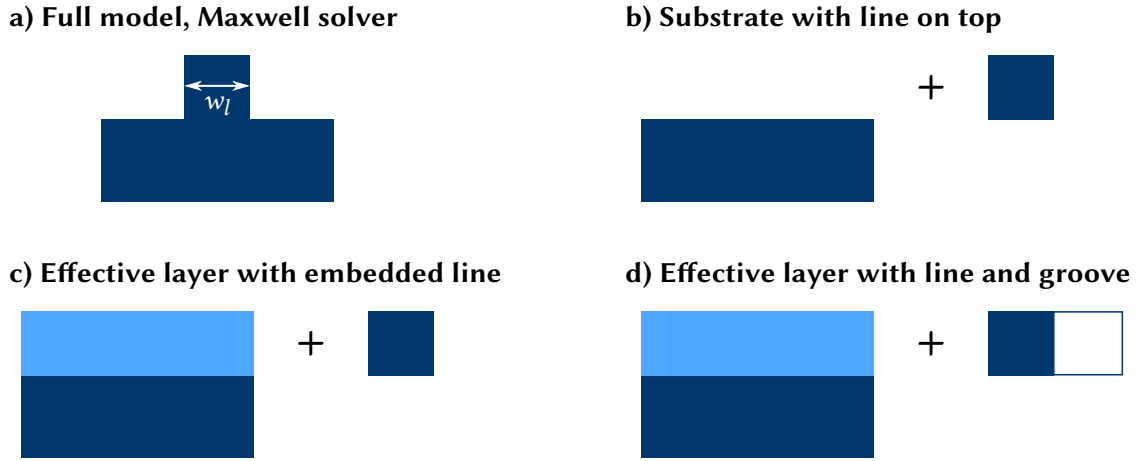 a) Full model, Maxwell solver
b) Substrate with line on top
w_l
+
c) Effective layer with embedded line
d) Effective layer with line and groove
+
+